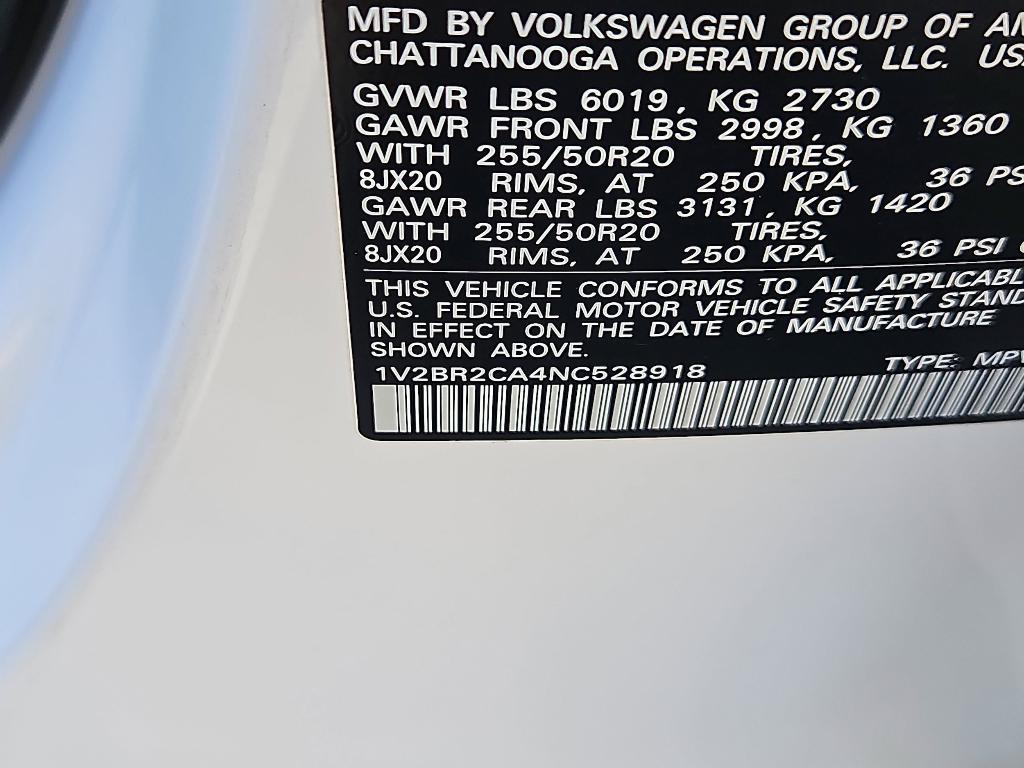 MFD BY VOLKSWAGEN GROUP OF
CHATTANOOGA OPERATIONS, LLC.
GVWR LBS 6019, KG 2730
GAWR FRONT LBS 2998, KG 1360
WITH 255/50R20 TIRES,
8JX20 RIMS, AT 250 KPA, 36
GAWR REAR LBS 3131, KG 1420
WITH 255/50R20 TIRES,
8JX20 RIMS, AT 250 KPA, 36 PSI
THIS VEHICLE CONFORMS TO ALL
U.S. FEDERAL MOTOR VEHICLE SAFETY
IN EFFECT ON THE DATE OF MANUFACTURE
SHOWN ABOVE.
TYPE: MPV
1V2BR2CA4NC528918